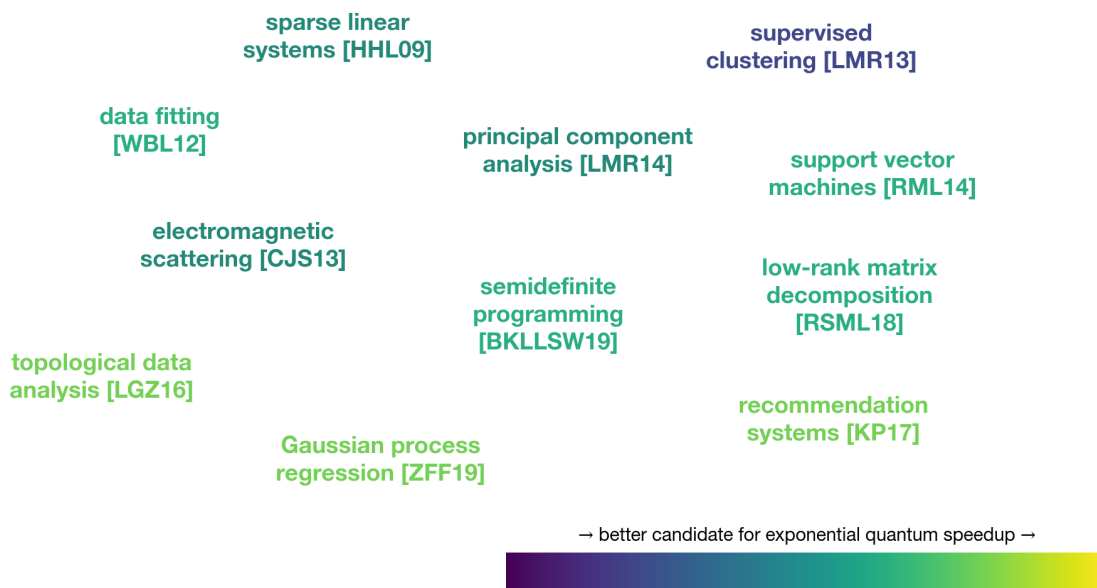 sparse linear
systems [HHL09]
supervised
clustering [LMR13]
data fitting
[WBL12]
principal component
analysis [LMR14]
support vector
machines [RML14]
electromagnetic
scattering [CJS13]
low-rank matrix
decomposition
[RSML18]
semidefinite
programming
[BKLLSW19]
topological data
analysis [LGZ16]
recommendation
systems [KP17]
Gaussian process
regression [ZFF19]
→ better candidate for exponential quantum speedup →